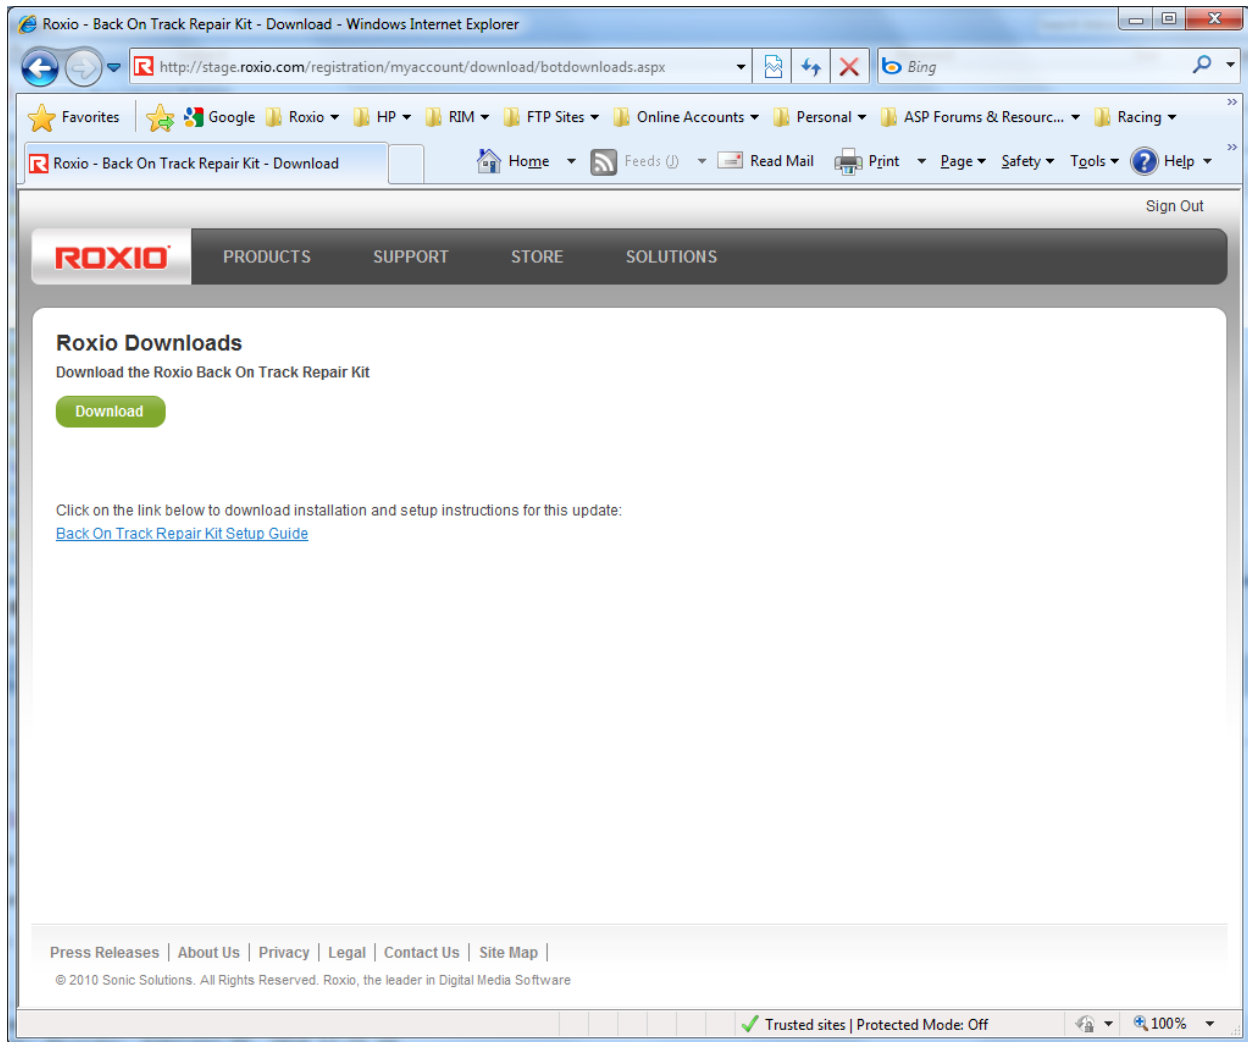 Roxio - Back On Track Repair Kit - Download - Windows Internet Explorer
http://stage.roxio.com/registration/myaccount/download/botdownloads.aspx
Bing
Favorites Google Roxio HP RIM FTP Sites Online Accounts Personal ASP Forums & Resourc... Racing
Roxio - Back On Track Repair Kit - Download Home Feeds (J) Read Mail Print Page Safety Tools Help
Sign Out
ROXIO PRODUCTS SUPPORT STORE SOLUTIONS
Roxio Downloads
Download the Roxio Back On Track Repair Kit
Download
Click on the link below to download installation and setup instructions for this update:
Back On Track Repair Kit Setup Guide
Press Releases | About Us | Privacy | Legal | Contact Us | Site Map |
© 2010 Sonic Solutions. All Rights Reserved. Roxio, the leader in Digital Media Software
Trusted sites | Protected Mode: Off 100%